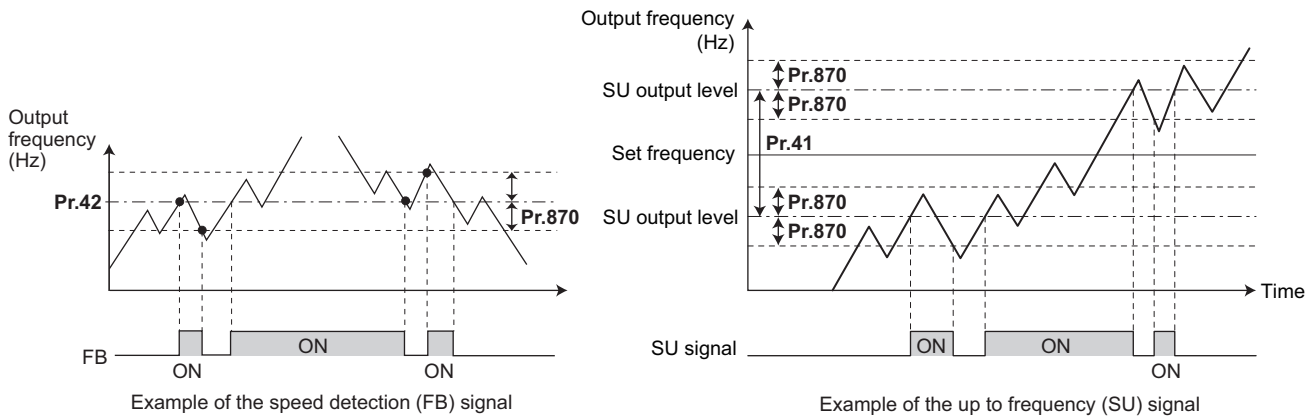 Output
frequency
(Hz)
Pr.42
Pr.870
FB
ON
ON
ON
Example of the speed detection (FB) signal
Output frequency
(Hz)
SU output level
Set frequency
SU output level
Pr.870
Pr.870
Pr.41
Pr.870
Pr.870
Time
SU signal
ON
ON
ON
Example of the up to frequency (SU) signal